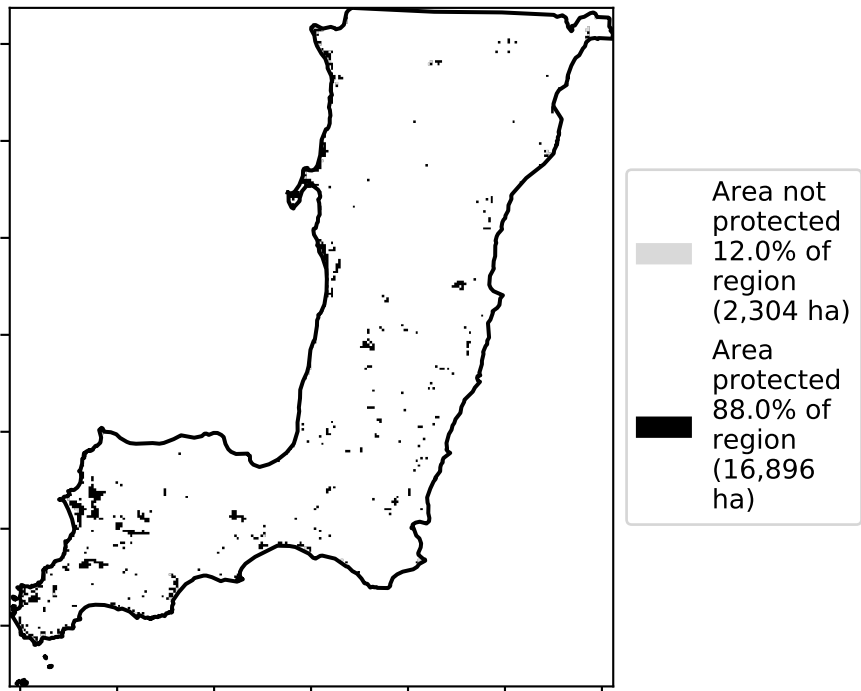 Area not
protected
12.0% of
region
(2,304 ha)
Area
protected
88.0% of
region
(16,896
ha)